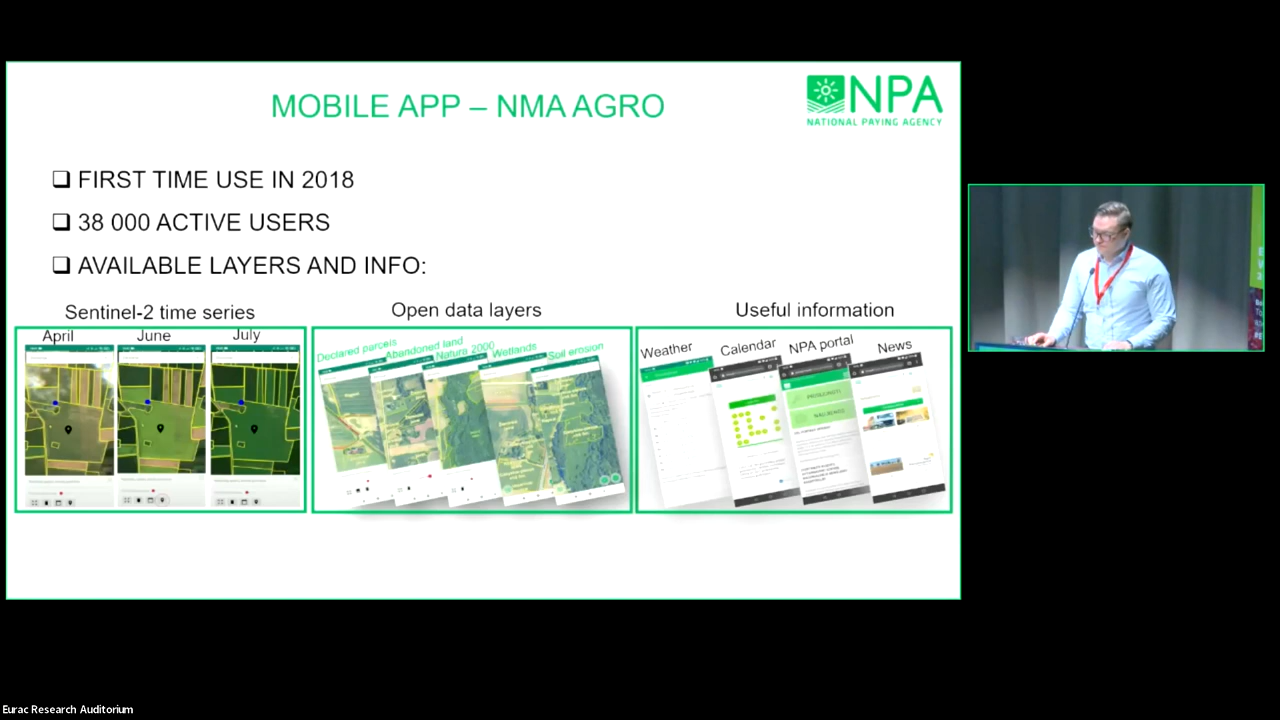 MOBILE APP – NMA AGRO
NPA
NATIONAL PAYING AGENCY
❑ FIRST TIME USE IN 2018
❑ 38 000 ACTIVE USERS
❑ AVAILABLE LAYERS AND INFO:
Sentinel-2 time series
April
June
July
Open data layers
Declared parcels
Abandoned land
Natura 2000
Wetlands
Soil erosion
Useful information
Weather
Calendar
NPA portal
News
Eurac Research Auditorium